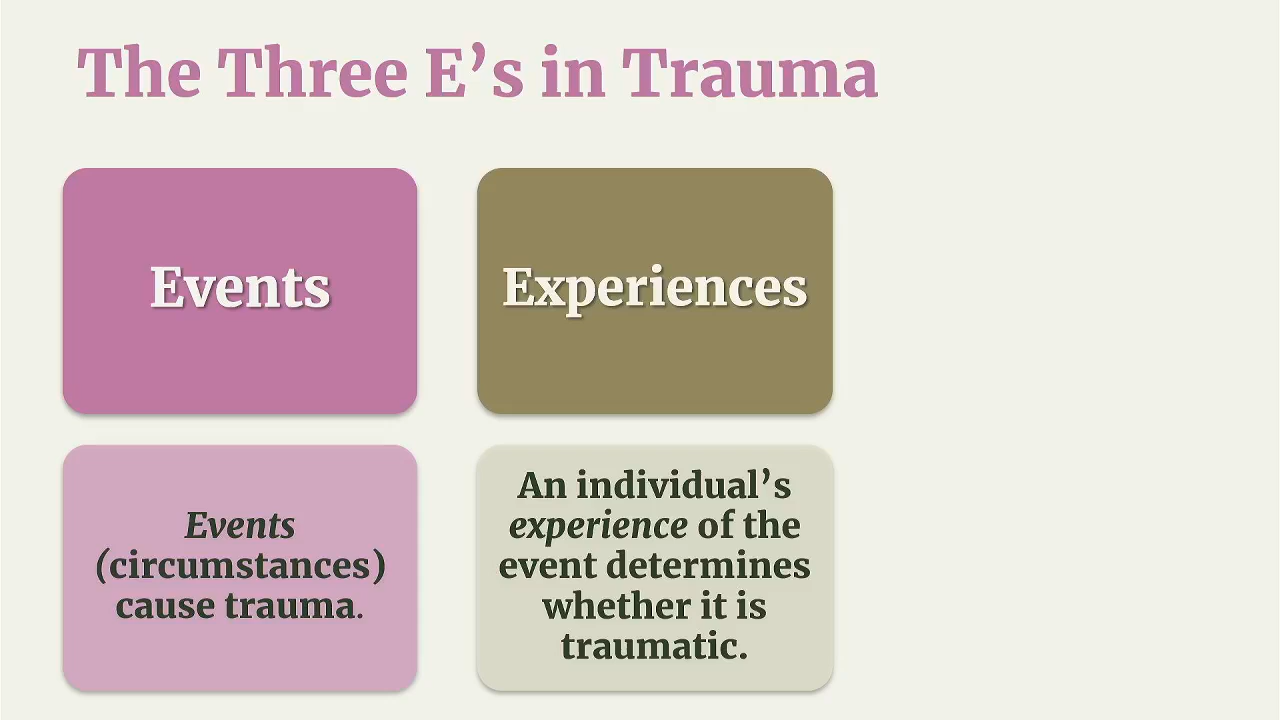 The Three E’s in Trauma
Events
Experiences
Events
(circumstances)
cause trauma.
An individual’s
experience of the
event determines
whether it is
traumatic.